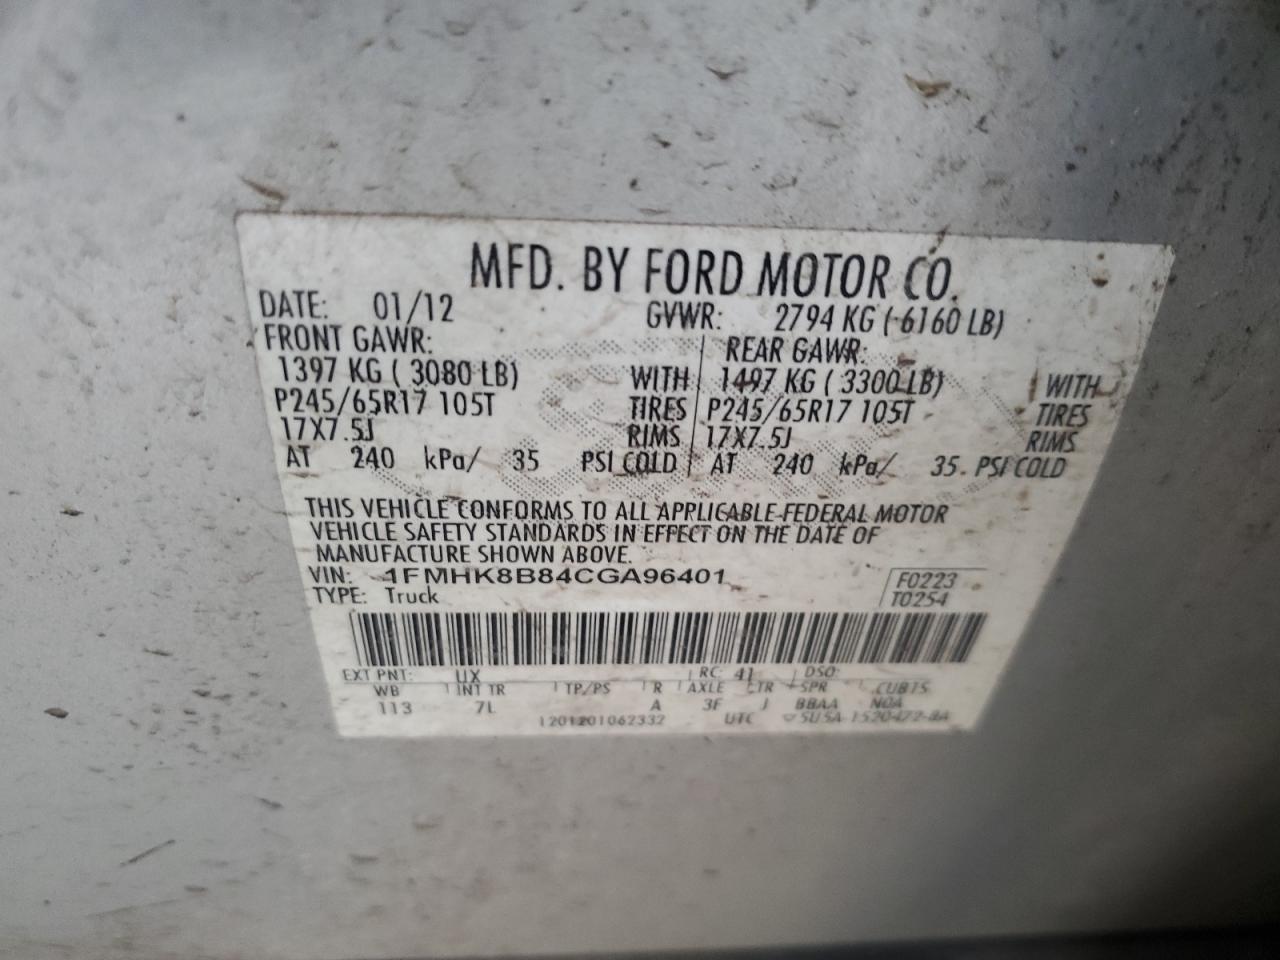 MFD. BY FORD MOTOR CO.
DATE: 01/12 GVWR: 2794 KG ( 6160 LB)
FRONT GAWR: REAR GAWR:
1397 KG ( 3080 LB) WITH 1497 KG ( 3300 LB) WITH
P245/65R17 105T TIRES P245/65R17 105T TIRES
17X7.5J RIMS 17X7.5J RIMS
AT 240 kPa/ 35 PSI COLD AT 240 kPa/ 35 PSI COLD
THIS VEHICLE CONFORMS TO ALL APPLICABLE FEDERAL MOTOR
VEHICLE SAFETY STANDARDS IN EFFECT ON THE DATE OF
MANUFACTURE SHOWN ABOVE.
VIN: 1FMHK8B84CGA96401 F0223
TYPE: Truck T0254
EXT PNT: UX RC: 41 DSO:
WB INT TR TP/PS R AXLE TR SPR
113 7L A 3F J BBAA NOA
1201201062332 UTC